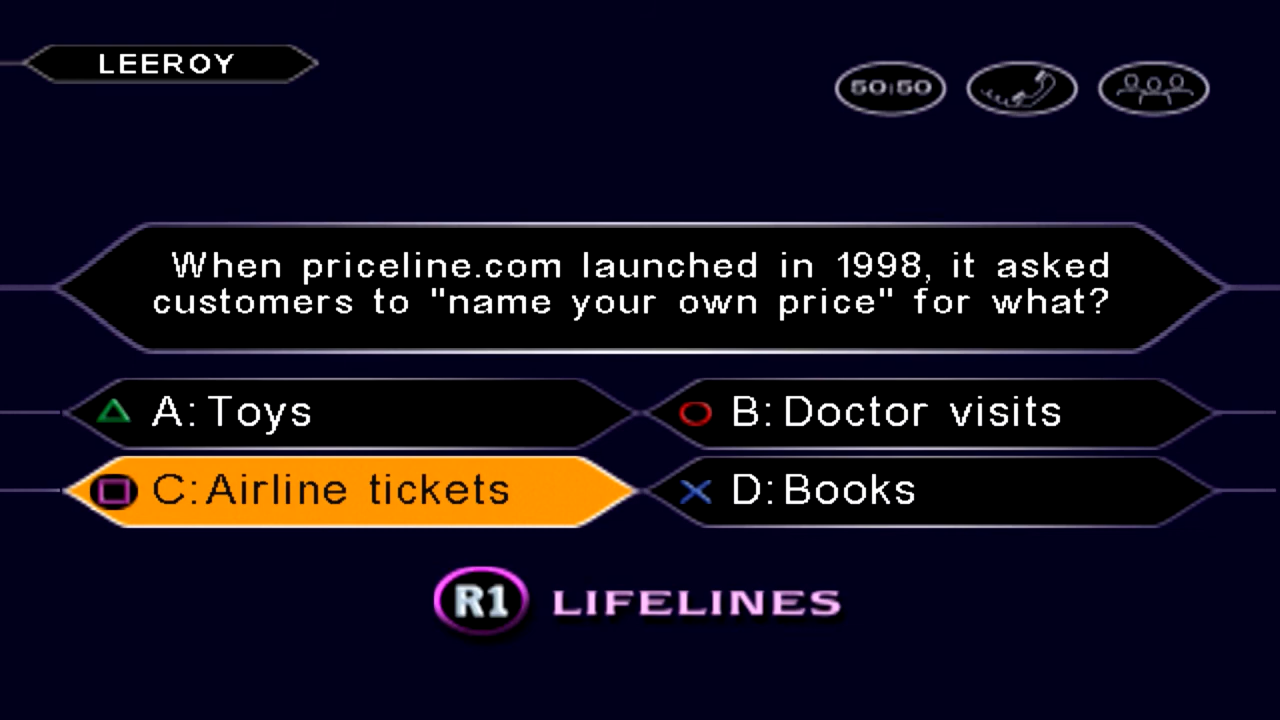 LEEROY
50:50
When priceline.com launched in 1998, it asked
customers to "name your own price" for what?
A: Toys
B: Doctor visits
C: Airline tickets
D: Books
R1 LIFELINES